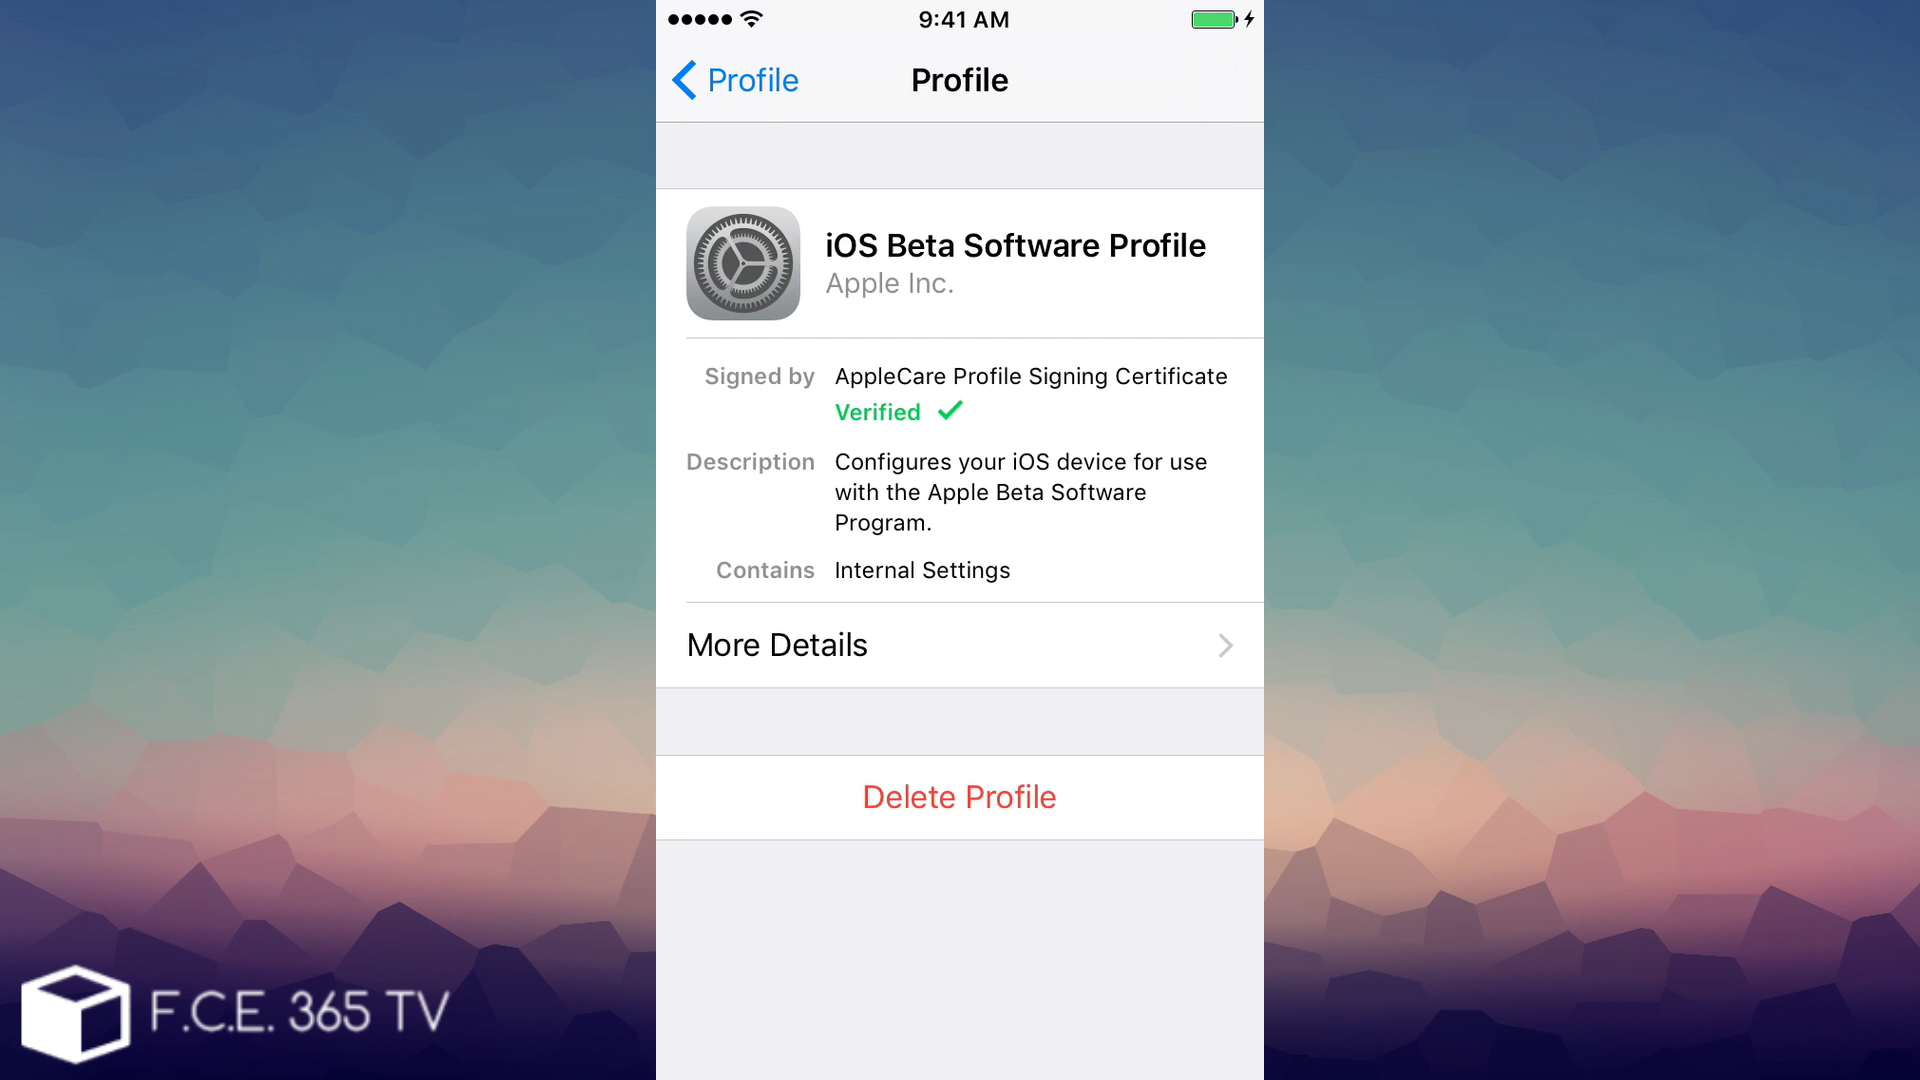 9:41 AM
Profile
Profile
iOS Beta Software Profile
Apple Inc.
Signed by AppleCare Profile Signing Certificate
Verified
Description Configures your iOS device for use
with the Apple Beta Software
Program.
Contains Internal Settings
More Details
Delete Profile
F.C.E. 365 TV